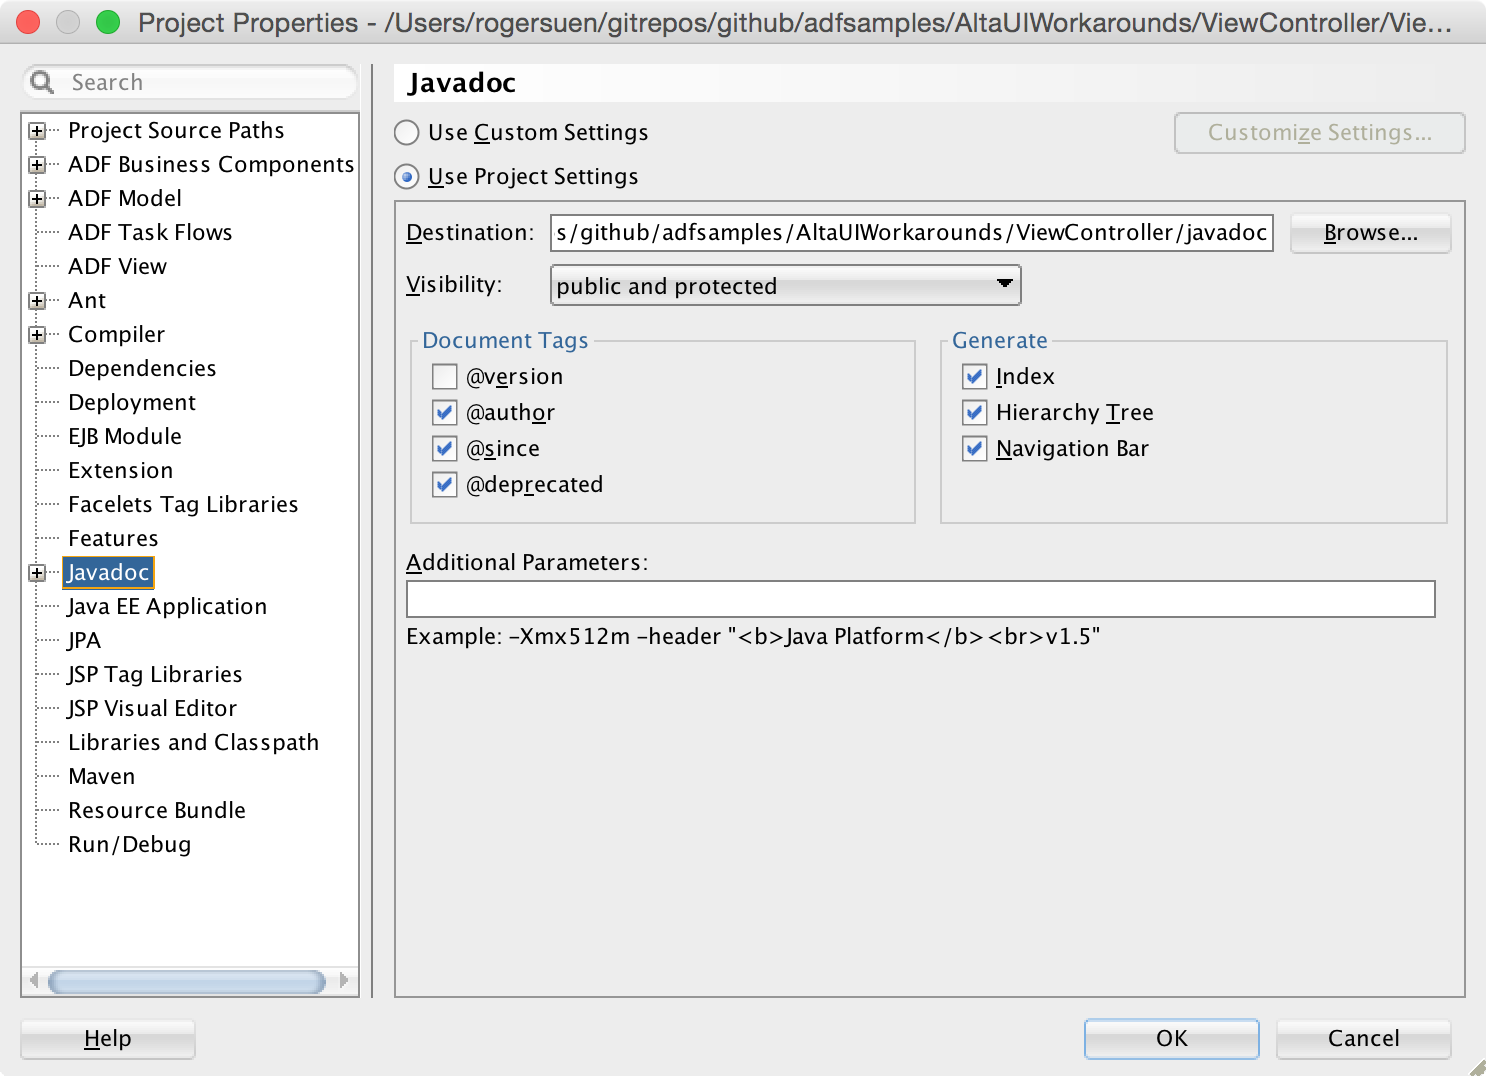 Project Properties - /Users/rogersuen/gitrepos/github/adfsamples/AltaUIWorkarounds/ViewController/Vie...
Search
Project Source Paths
ADF Business Components
ADF Model
ADF Task Flows
ADF View
Ant
Compiler
Dependencies
Deployment
EJB Module
Extension
Facelets Tag Libraries
Features
Javadoc
Java EE Application
JPA
JSP Tag Libraries
JSP Visual Editor
Libraries and Classpath
Maven
Resource Bundle
Run/Debug
Javadoc
Use Custom Settings
Customize Settings...
Use Project Settings
Destination: s/github/adfsamples/AltaUIWorkarounds/ViewController/javadoc Browse...
Visibility: public and protected
Document Tags
@version
@author
@since
@deprecated
Generate
Index
Hierarchy Tree
Navigation Bar
Additional Parameters:
Example: -Xmx512m -header "<b>Java Platform</b><br>v1.5"
Help
OK
Cancel